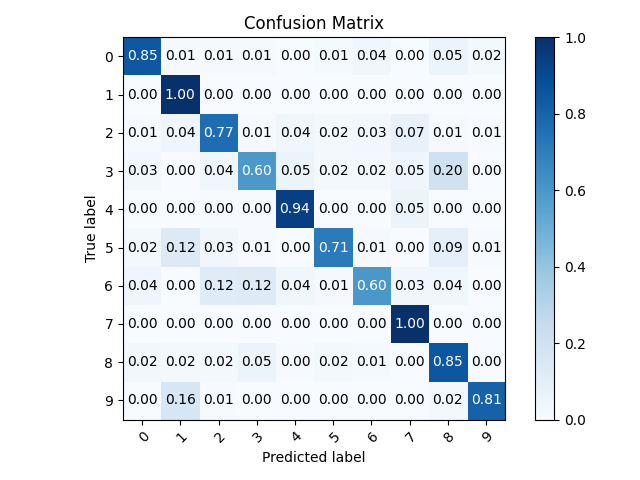 Confusion Matrix
0 0.85 0.01 0.01 0.01 0.00 0.01 0.04 0.00 0.05 0.02
1 0.00 1.00 0.00 0.00 0.00 0.00 0.00 0.00 0.00 0.00
2 0.01 0.04 0.77 0.01 0.04 0.02 0.03 0.07 0.01 0.01
3 0.03 0.00 0.04 0.60 0.05 0.02 0.02 0.05 0.20 0.00
4 0.00 0.00 0.00 0.00 0.94 0.00 0.00 0.05 0.00 0.00
5 0.02 0.12 0.03 0.01 0.00 0.71 0.01 0.00 0.09 0.01
6 0.04 0.00 0.12 0.12 0.04 0.01 0.60 0.03 0.04 0.00
7 0.00 0.00 0.00 0.00 0.00 0.00 0.00 1.00 0.00 0.00
8 0.02 0.02 0.02 0.05 0.00 0.02 0.01 0.00 0.85 0.00
9 0.00 0.16 0.01 0.00 0.00 0.00 0.00 0.00 0.02 0.81
0 1 2 3 4 5 6 7 8 9
Predicted label
True label
1.0
0.8
0.6
0.4
0.2
0.0